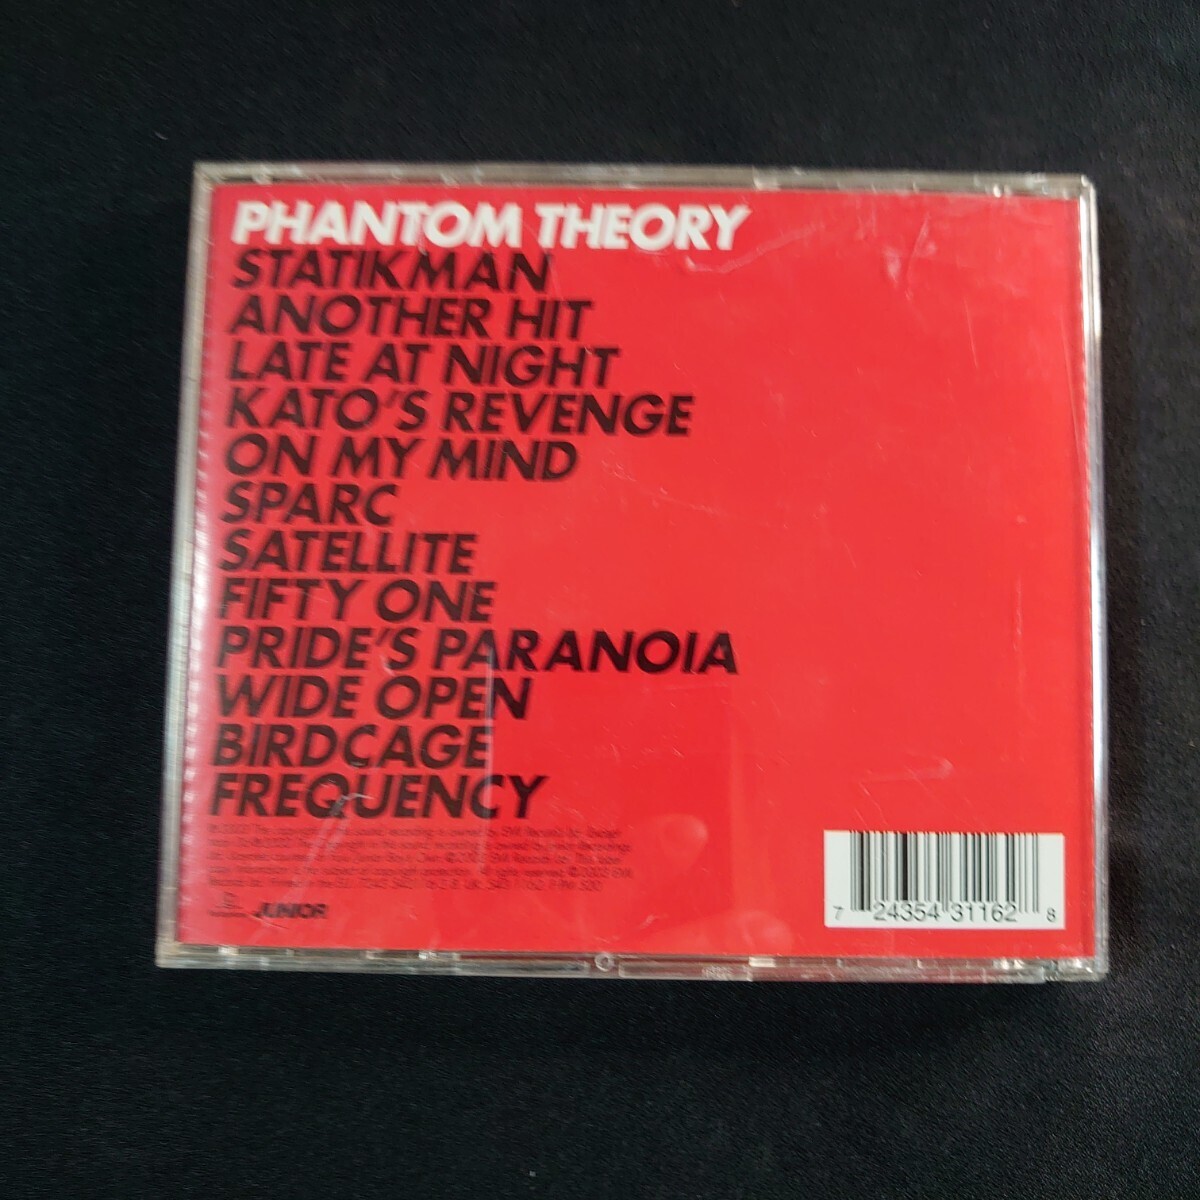 PHANTOM THEORY
STATIKMAN
ANOTHER HIT
LATE AT NIGHT
KATO'S REVENGE
ON MY MIND
SPARC
SATELLITE
FIFTY ONE
PRIDE'S PARANOIA
WIDE OPEN
BIRDCAGE
FREQUENCY
JUNIOR
7 24354 31162 8